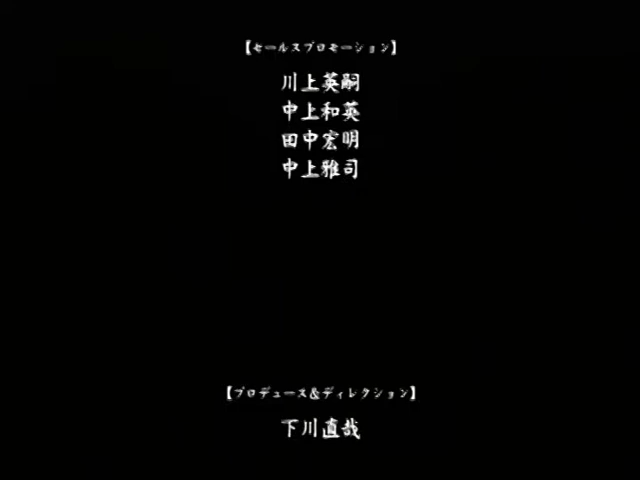 【セールスプロモーション】
川上英嗣
中上和英
田中宏明
中上雅司
【プロデュース&ディレクション】
下川直哉